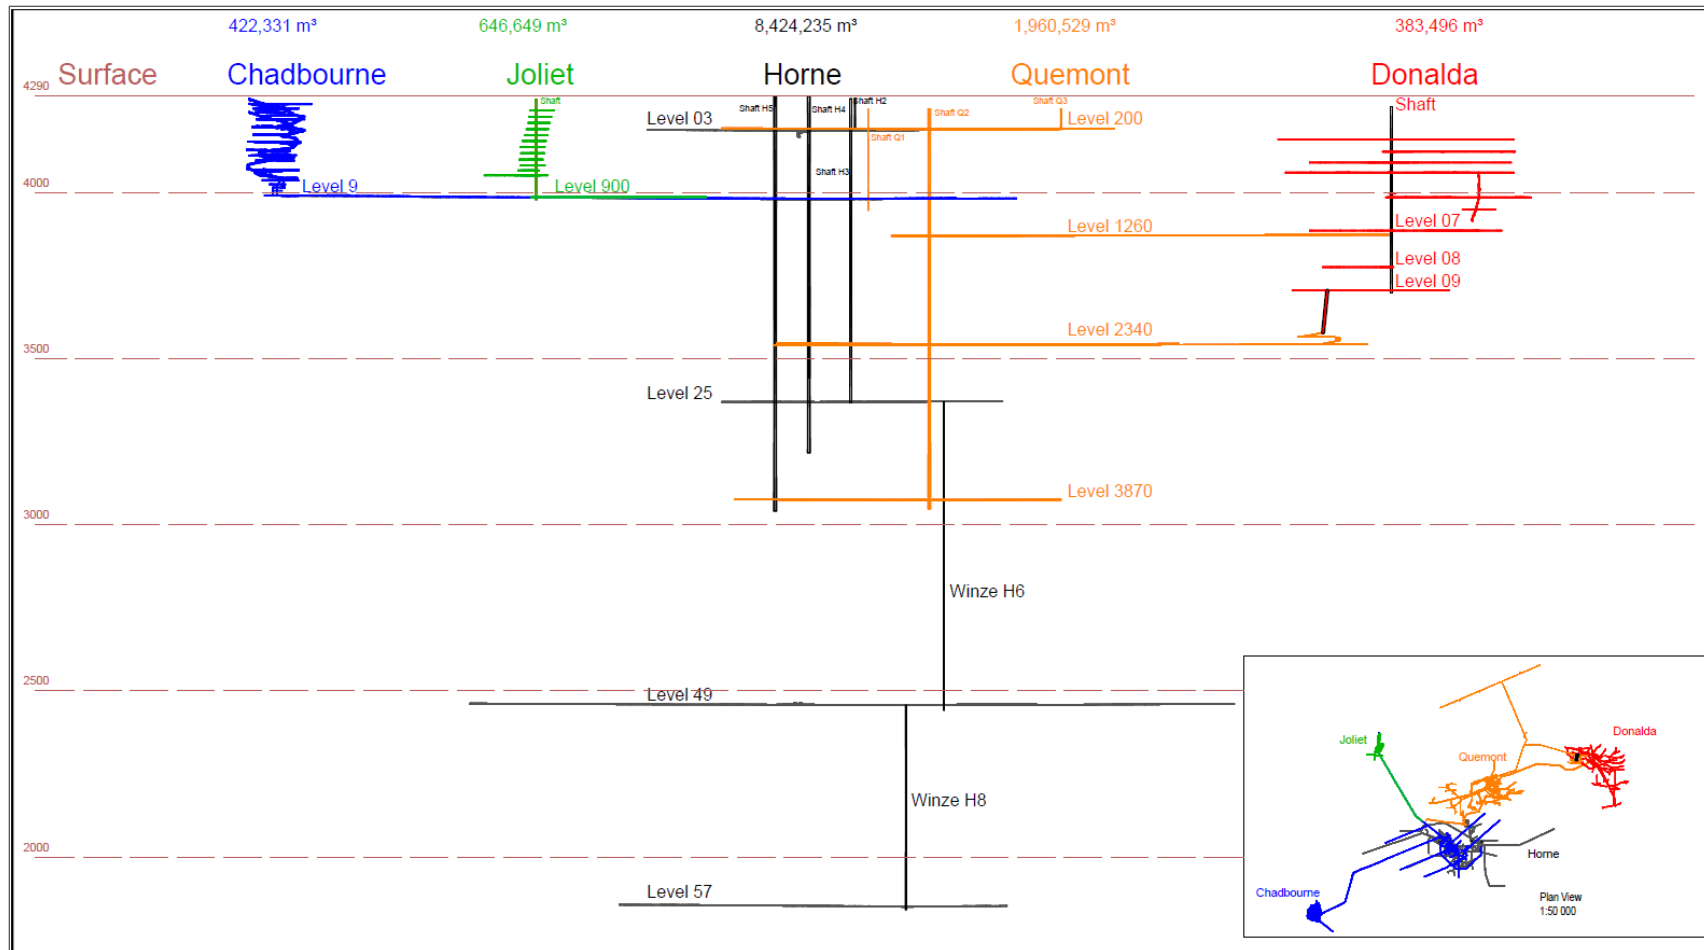 422,331 m³ 646,649 m³ 8,424,235 m³ 1,960,529 m³ 383,496 m³
Surface Chadbourne Joliet Horne Quemont Donalda
4290
Shaft H5 Shaft H4 Shaft H2 Shaft Shaft Q3 Shaft
Level 03 Shaft Q2 Level 200
Shaft Q1
Shaft H3
4000 Level 9 Level 900
Level 1260 Level 07
Level 08
Level 09
Level 2340
3500
Level 25
Level 3870
3000
Winze H6
2500
Level 49
Winze H8
2000
Level 57
Joliet Quemont Donalda
Horne
Chadbourne
Plan View
1:50 000